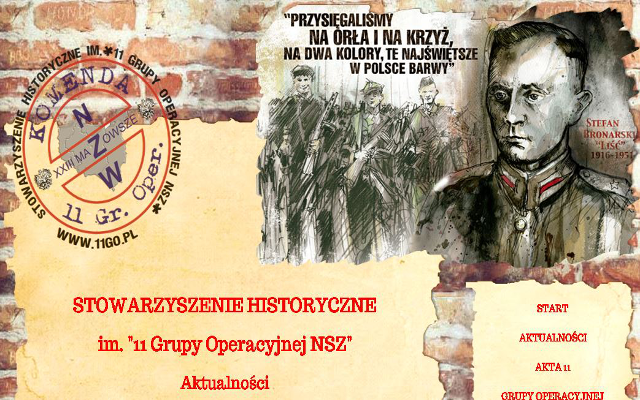 "PRZYSIĘGALIŚMY
NA ORŁA I NA KRZYŻ,
NA DWA KOLORY, TE NAJŚWIĘTSZE
W POLSCE BARWY"
STOWARZYSZENIE HISTORYCZNE IM. 11 GRUPY OPERACYJNEJ NSZ
KOMENDA
NZW
XXIII MAZOWSZE
11 Gr. Oper.
WWW.11GO.PL
STEFAN
BRONARSKI
"LIŚĆ"
STOWARZYSZENIE HISTORYCZNE
im. "11 Grupy Operacyjnej NSZ"
Aktualności
START
AKTUALNOŚCI
AKTA 11
GRUPY OPERACYJNEJ